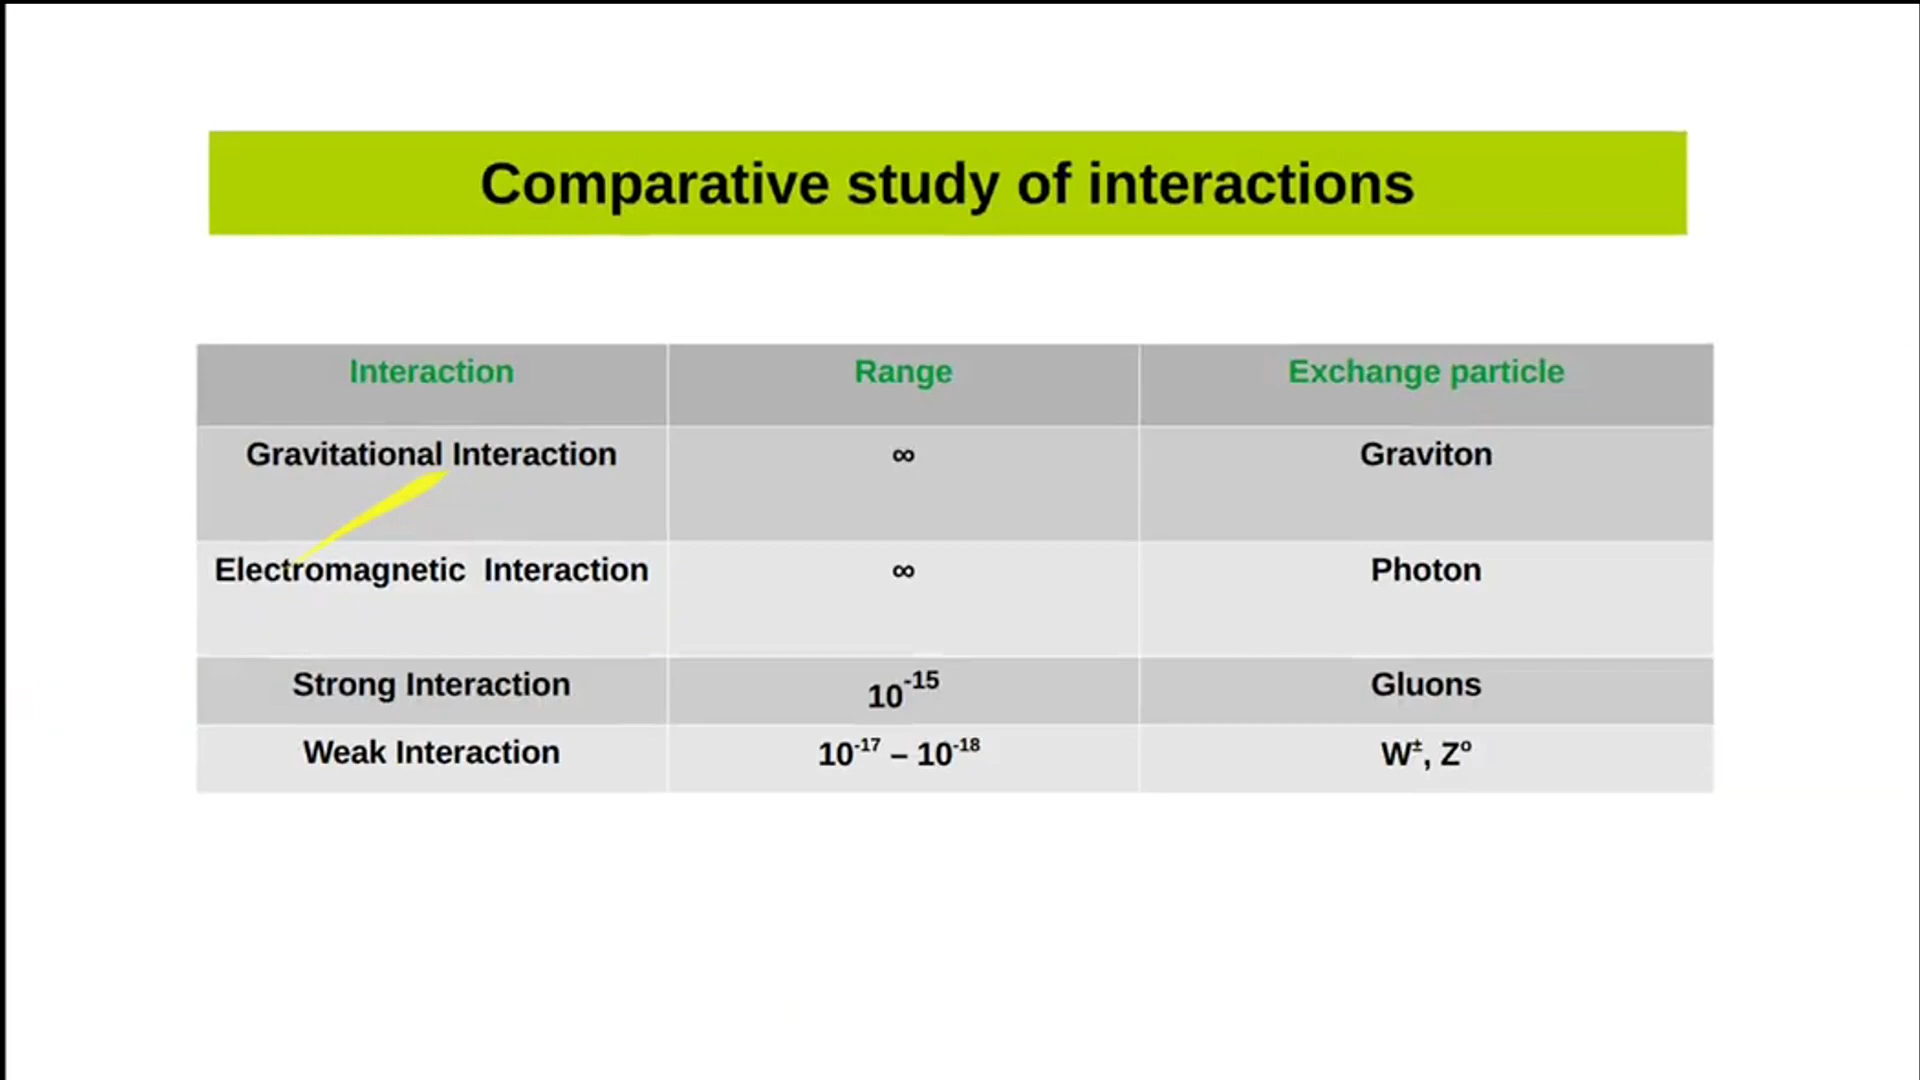 Comparative study of interactions
Interaction Range Exchange particle
Gravitational Interaction ∞ Graviton
Electromagnetic Interaction ∞ Photon
Strong Interaction 10⁻¹⁵ Gluons
Weak Interaction 10⁻¹⁷ – 10⁻¹⁸ W±, Zº